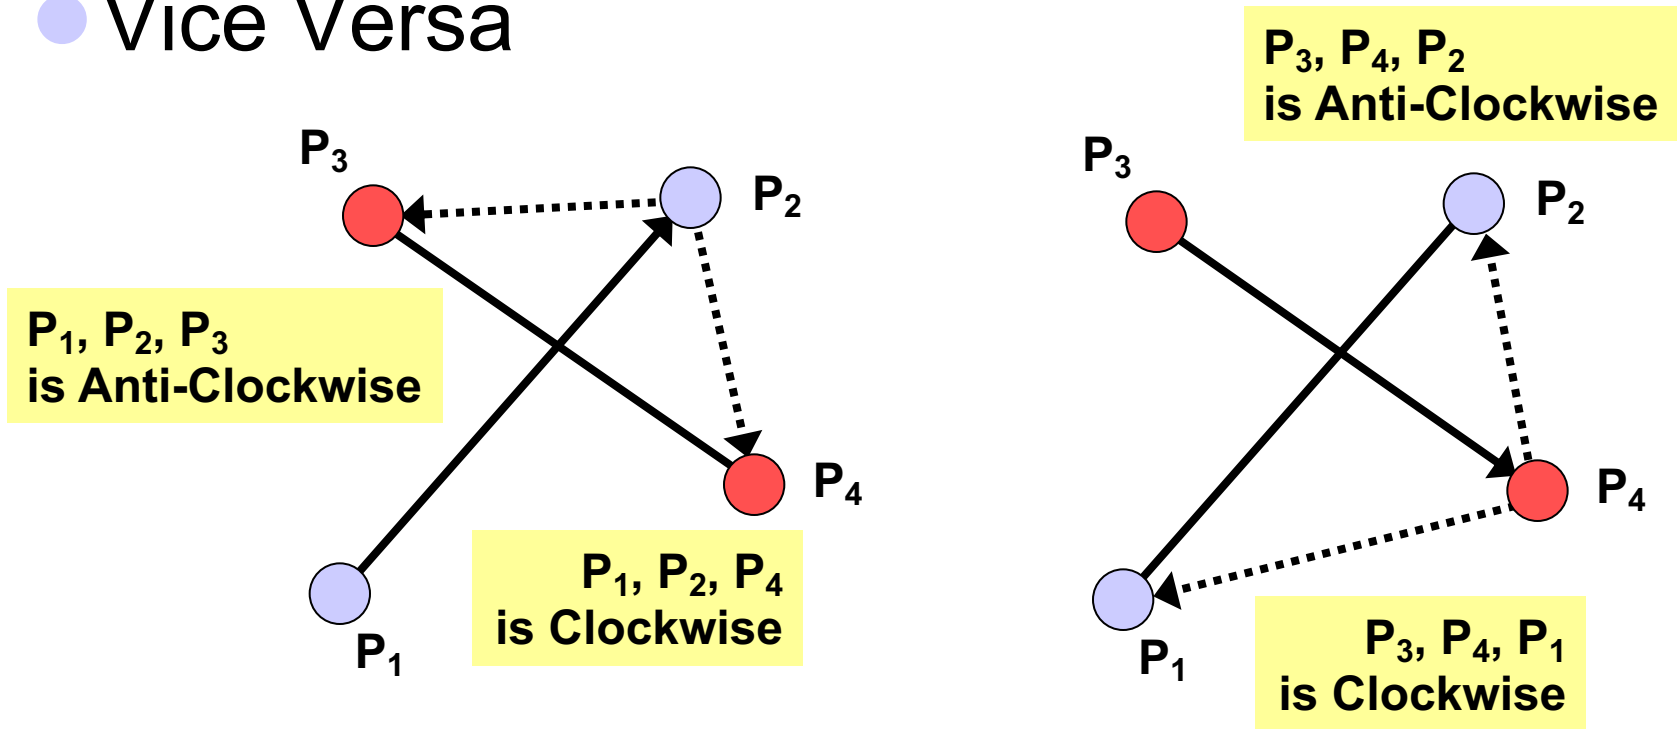 Vice Versa
P₃, P₄, P₂
is Anti-Clockwise
P₃
P₂
P₁, P₂, P₃
is Anti-Clockwise
P₄
P₁, P₂, P₄
is Clockwise
P₁
P₃
P₂
P₄
P₃, P₄, P₁
is Clockwise
P₁